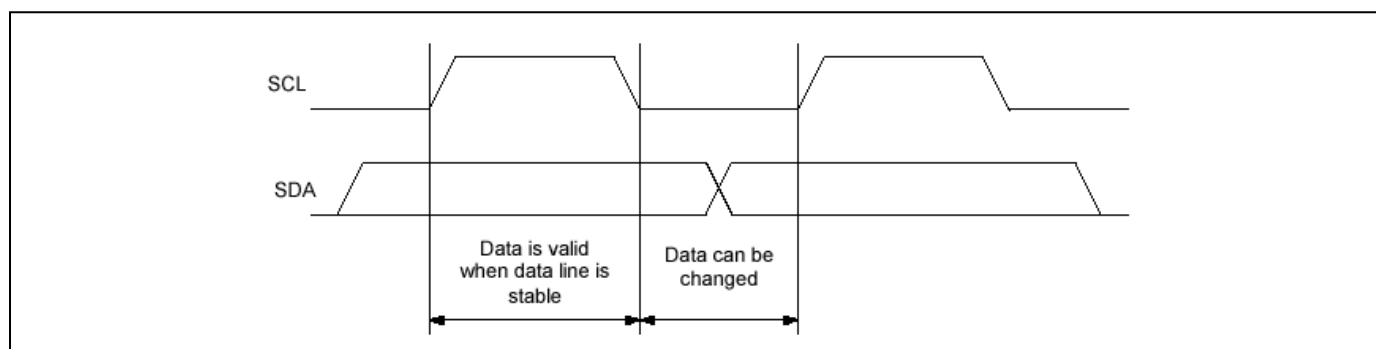 SCL
SDA
Data is valid
when data line is
stable
Data can be
changed